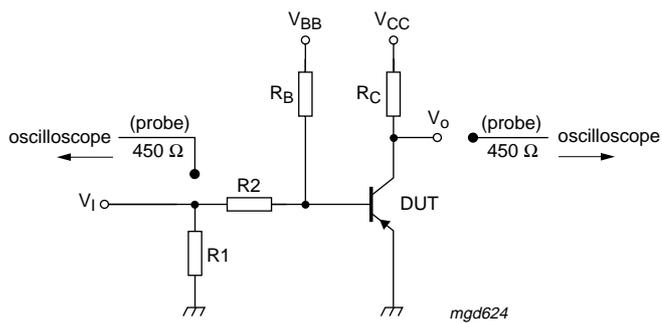 VBB
VCC
RB
RC
(probe)
oscilloscope
450 Ω
Vo
(probe)
oscilloscope
450 Ω
R2
VI
DUT
R1
mgd624